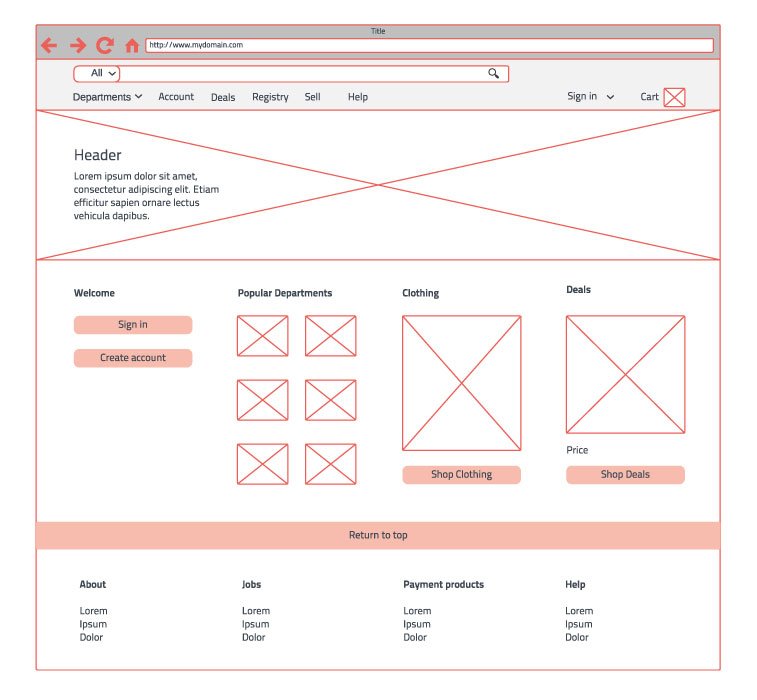 Title
http://www.mydomain.com
All
Departments Account Deals Registry Sell Help Sign in Cart
Header
Lorem ipsum dolor sit amet,
consectetur adipiscing elit. Etiam
efficitur sapien ornare lectus
vehicula dapibus.
Welcome
Sign in
Create account
Popular Departments
Clothing
Shop Clothing
Deals
Price
Shop Deals
Return to top
About
Lorem
Ipsum
Dolor
Jobs
Lorem
Ipsum
Dolor
Payment products
Lorem
Ipsum
Dolor
Help
Lorem
Ipsum
Dolor